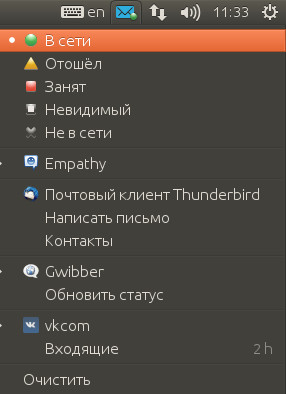 en 11:33
В сети
Отошёл
Занят
Невидимый
Не в сети
Empathy
Почтовый клиент Thunderbird
Написать письмо
Контакты
Gwibber
Обновить статус
vkcom
Входящие 2 h
Очистить